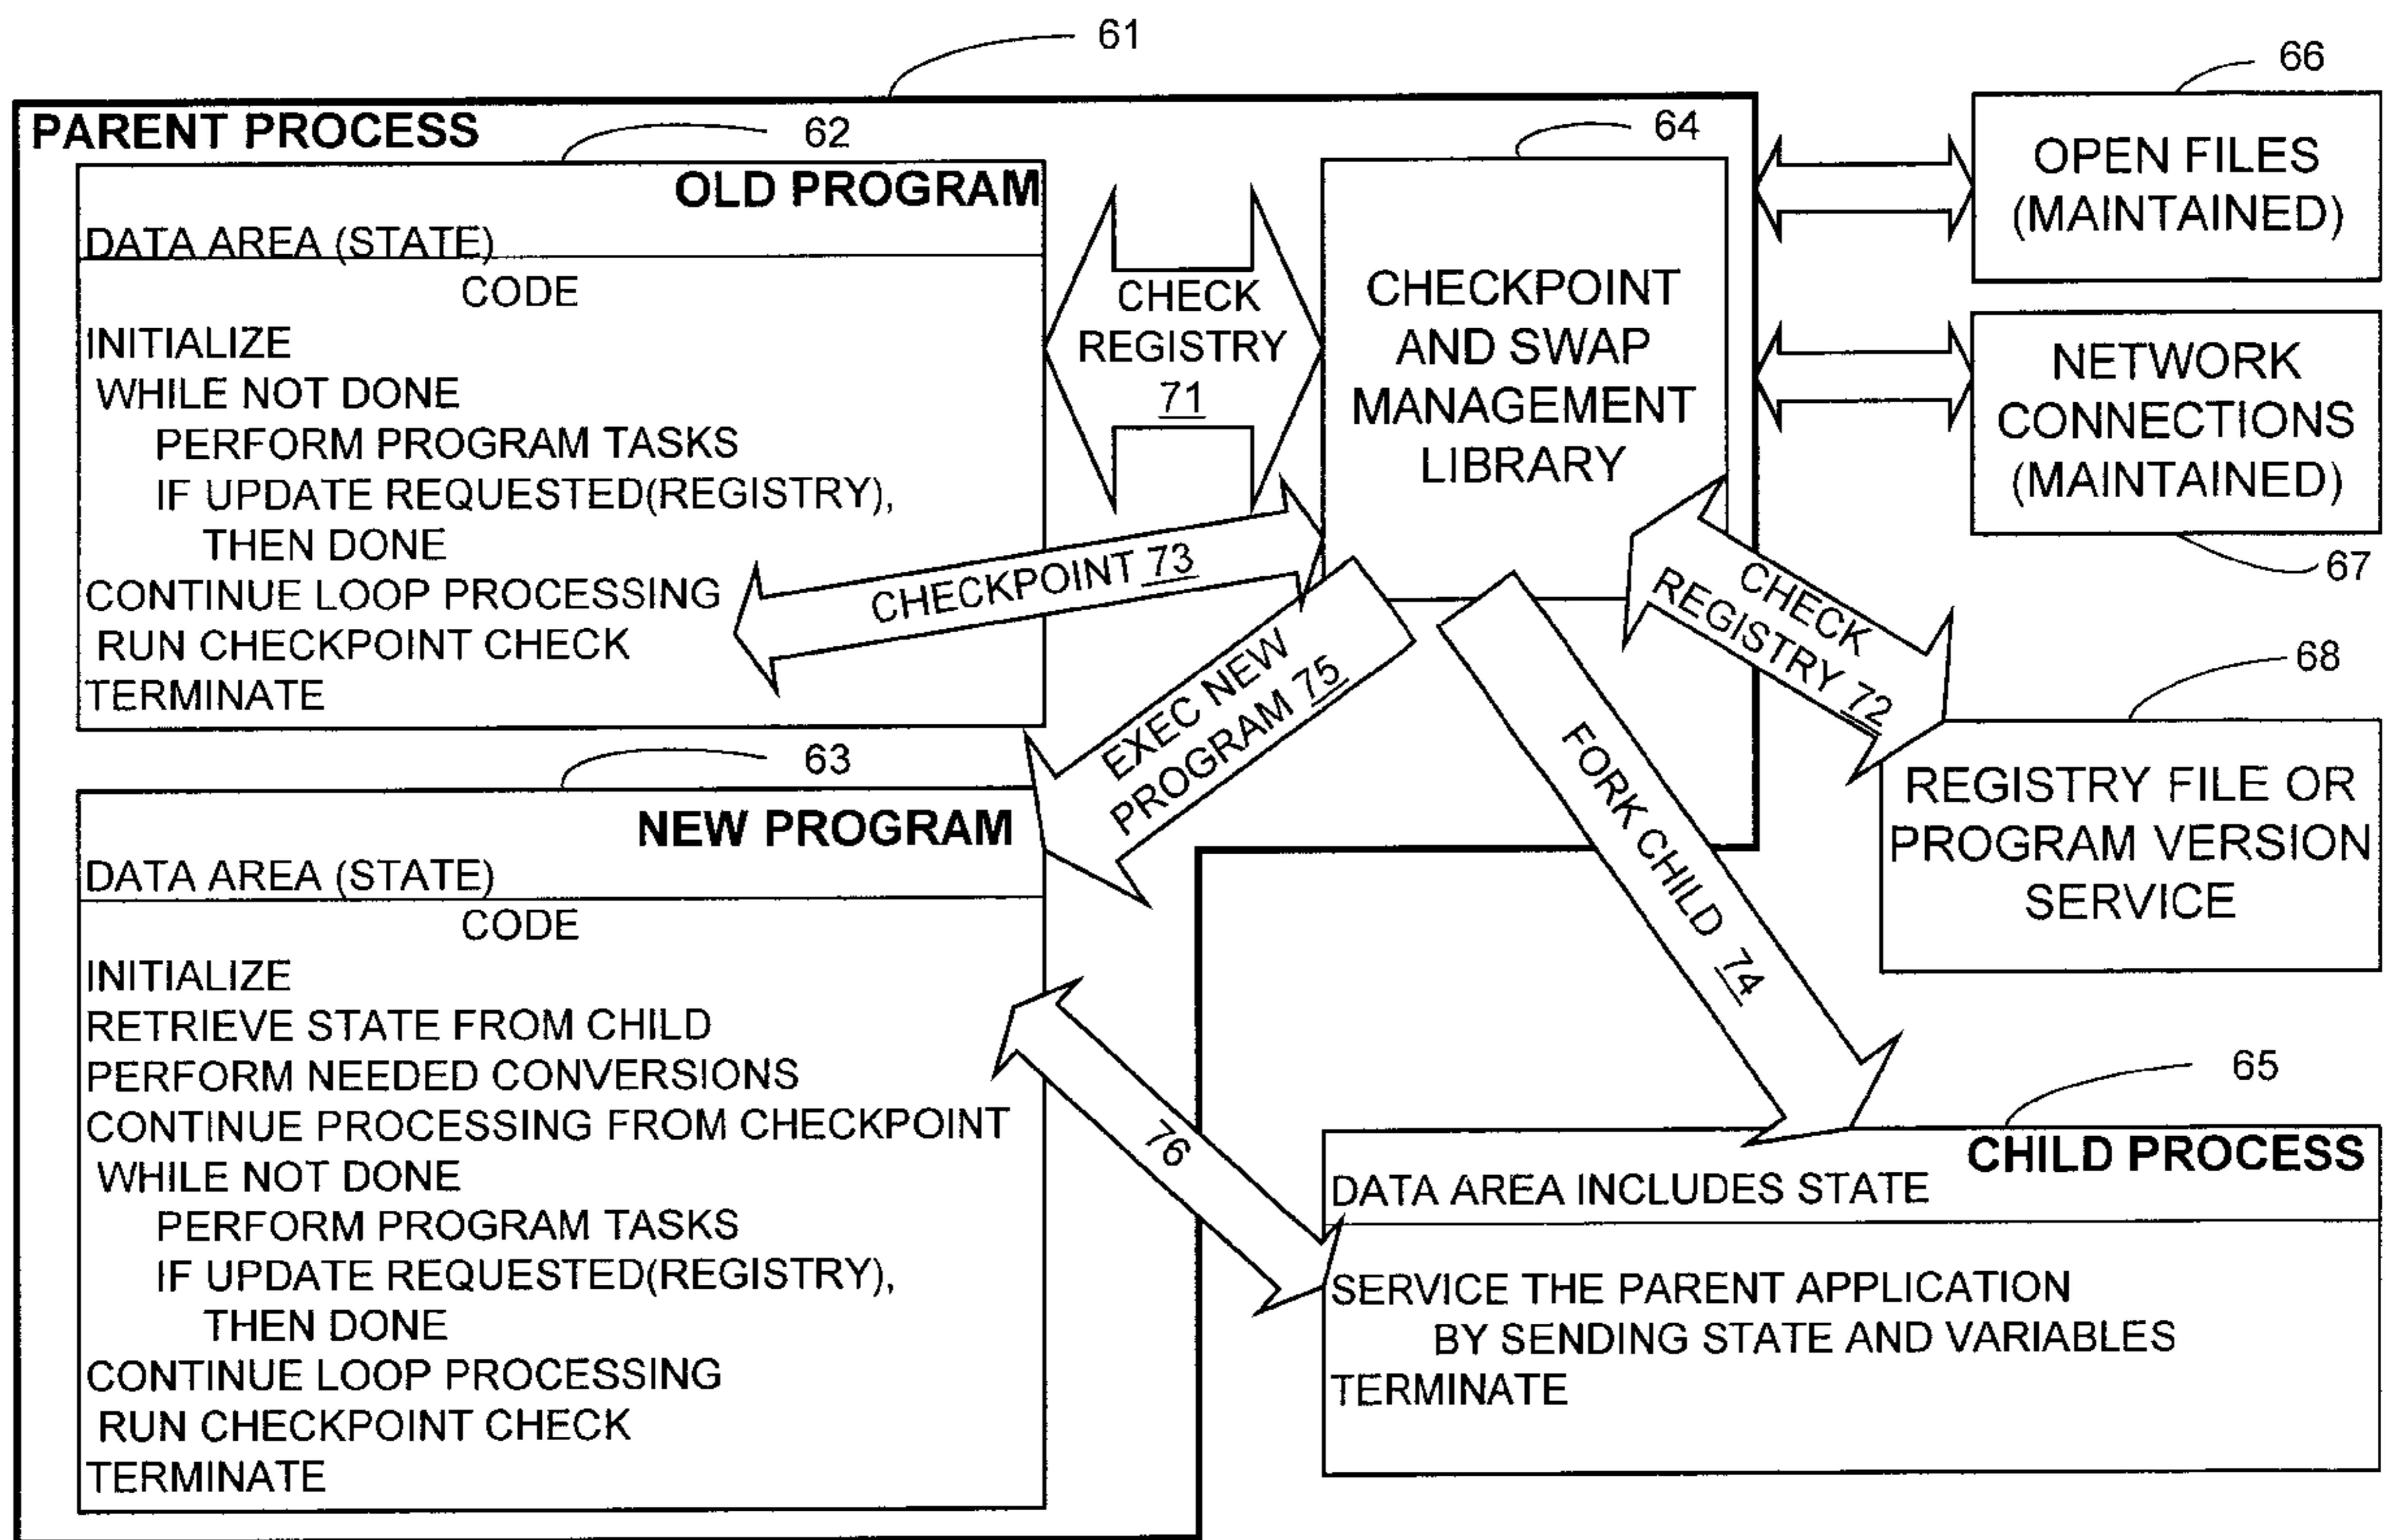 61
66
PARENT PROCESS
62
64
OLD PROGRAM
DATA AREA (STATE)
CODE
INITIALIZE
WHILE NOT DONE
PERFORM PROGRAM TASKS
IF UPDATE REQUESTED(REGISTRY),
THEN DONE
CONTINUE LOOP PROCESSING
RUN CHECKPOINT CHECK
TERMINATE
CHECK
REGISTRY
71
CHECKPOINT
AND SWAP
MANAGEMENT
LIBRARY
OPEN FILES
(MAINTAINED)
NETWORK
CONNECTIONS
(MAINTAINED)
67
CHECKPOINT 73
CHECK
REGISTRY 72
68
EXEC NEW
PROGRAM 75
FORK CHILD 74
REGISTRY FILE OR
PROGRAM VERSION
SERVICE
63
NEW PROGRAM
DATA AREA (STATE)
CODE
INITIALIZE
RETRIEVE STATE FROM CHILD
PERFORM NEEDED CONVERSIONS
CONTINUE PROCESSING FROM CHECKPOINT
WHILE NOT DONE
PERFORM PROGRAM TASKS
IF UPDATE REQUESTED(REGISTRY),
THEN DONE
CONTINUE LOOP PROCESSING
RUN CHECKPOINT CHECK
TERMINATE
76
65
CHILD PROCESS
DATA AREA INCLUDES STATE
SERVICE THE PARENT APPLICATION
BY SENDING STATE AND VARIABLES
TERMINATE